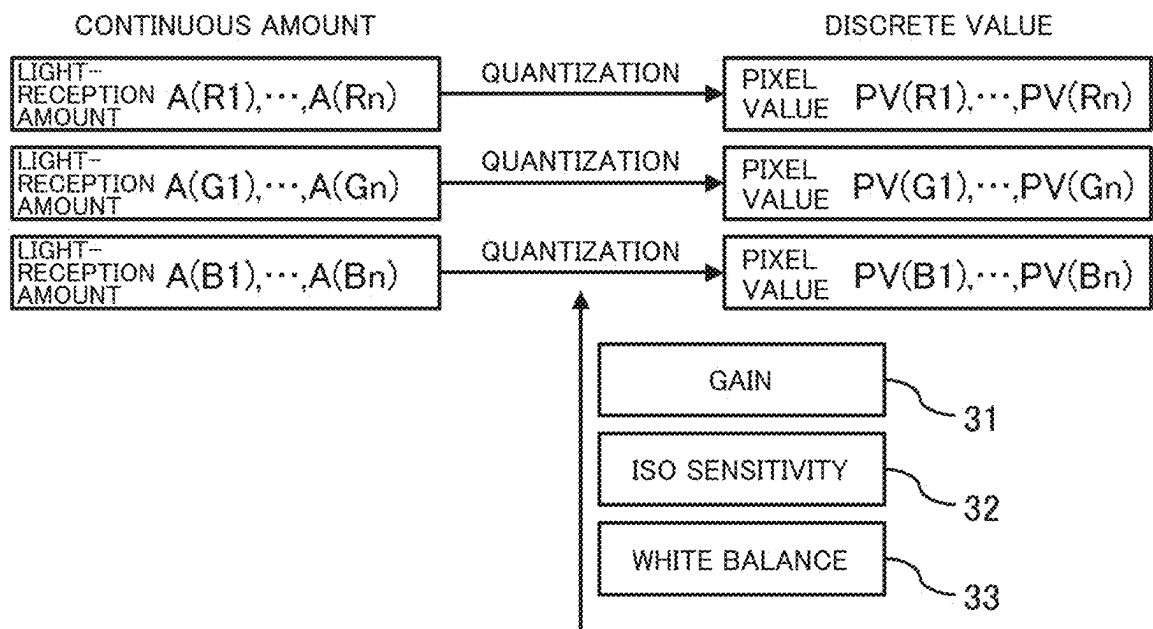 CONTINUOUS AMOUNT
DISCRETE VALUE
LIGHT-
RECEPTION
AMOUNT
A(R1),⋯,A(Rn)
QUANTIZATION
PIXEL
VALUE
PV(R1),⋯,PV(Rn)
LIGHT-
RECEPTION
AMOUNT
A(G1),⋯,A(Gn)
QUANTIZATION
PIXEL
VALUE
PV(G1),⋯,PV(Gn)
LIGHT-
RECEPTION
AMOUNT
A(B1),⋯,A(Bn)
QUANTIZATION
PIXEL
VALUE
PV(B1),⋯,PV(Bn)
GAIN
31
ISO SENSITIVITY
32
WHITE BALANCE
33